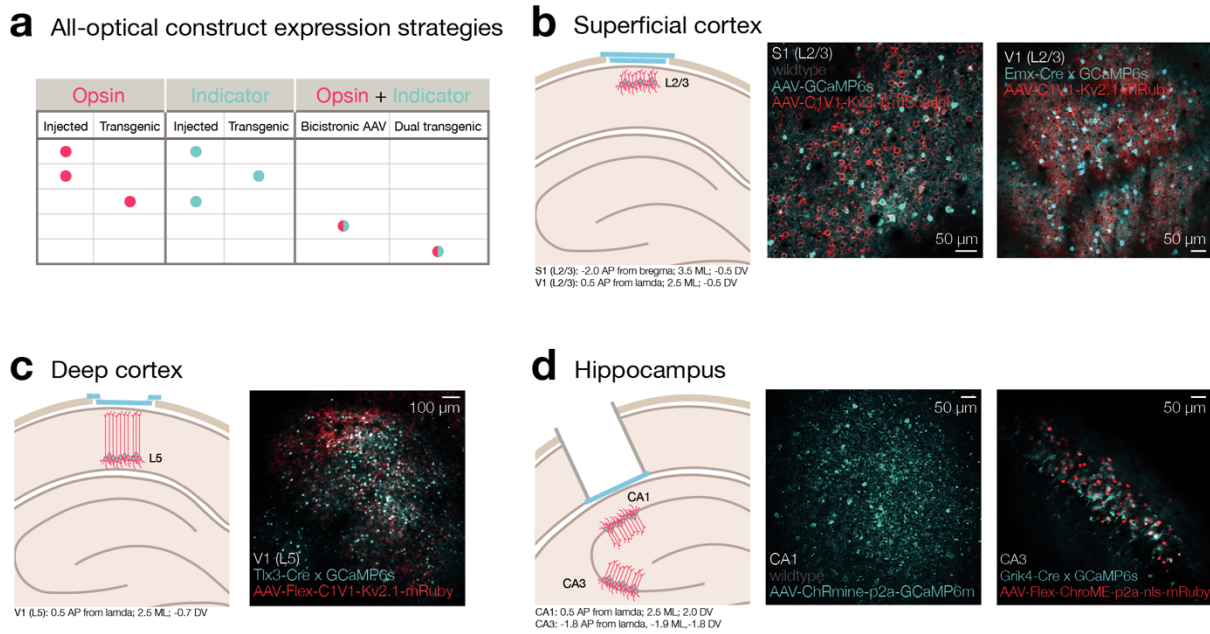 a All-optical construct expression strategies
Opsin Indicator Opsin + Indicator
Injected Transgenic Injected Transgenic Bicistronic AAV Dual transgenic
b Superficial cortex
L2/3
S1 (L2/3): -2.0 AP from bregma; 3.5 ML; -0.5 DV
V1 (L2/3): 0.5 AP from lamda; 2.5 ML; -0.5 DV
S1 (L2/3)
wildtype
AAV-GCaMP6s
AAV-C1V1-Kv2.1-mScarlet
50 µm
V1 (L2/3)
Emx-Cre x GCaMP6s
AAV-C1V1-Kv2.1-mRuby
50 µm
c Deep cortex
L5
V1 (L5): 0.5 AP from lamda; 2.5 ML; -0.7 DV
100 µm
V1 (L5)
Tlx3-Cre x GCaMP6s
AAV-Flex-C1V1-Kv2.1-mRuby
d Hippocampus
CA1
CA3
CA1: 0.5 AP from lamda; 2.5 ML; 2.0 DV
CA3: -1.8 AP from lamda, -1.9 ML,-1.8 DV
50 µm
CA1
wildtype
AAV-ChRmine-p2a-GCaMP6m
50 µm
CA3
Grik4-Cre x GCaMP6s
AAV-Flex-ChroME-p2a-nls-mRuby